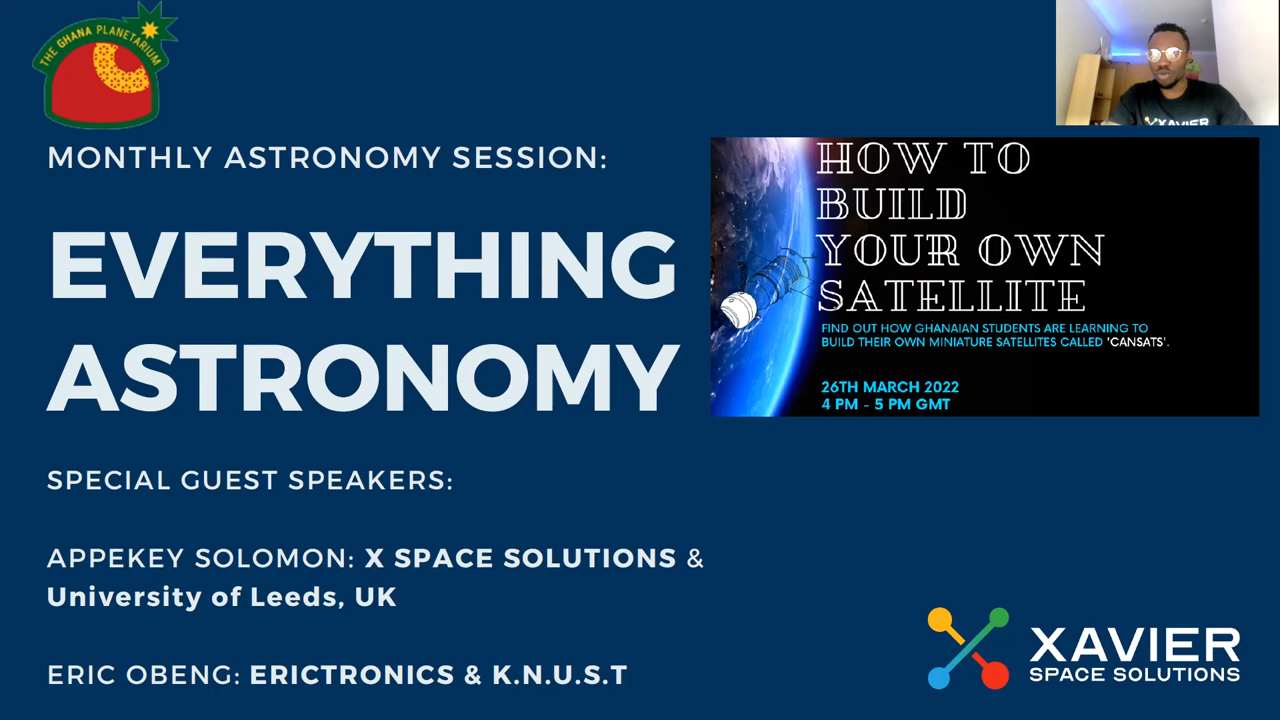 THE GHANA PLANETARIUM
XAVIER
MONTHLY ASTRONOMY SESSION:
EVERYTHING
ASTRONOMY
HOW TO
BUILD
YOUR OWN
SATELLITE
FIND OUT HOW GHANAIAN STUDENTS ARE LEARNING TO
BUILD THEIR OWN MINIATURE SATELLITES CALLED 'CANSATS'.
26TH MARCH 2022
4 PM - 5 PM GMT
SPECIAL GUEST SPEAKERS:
APPEKEY SOLOMON: X SPACE SOLUTIONS &
University of Leeds, UK
ERIC OBENG: ERICTRONICS & K.N.U.S.T
XAVIER
SPACE SOLUTIONS